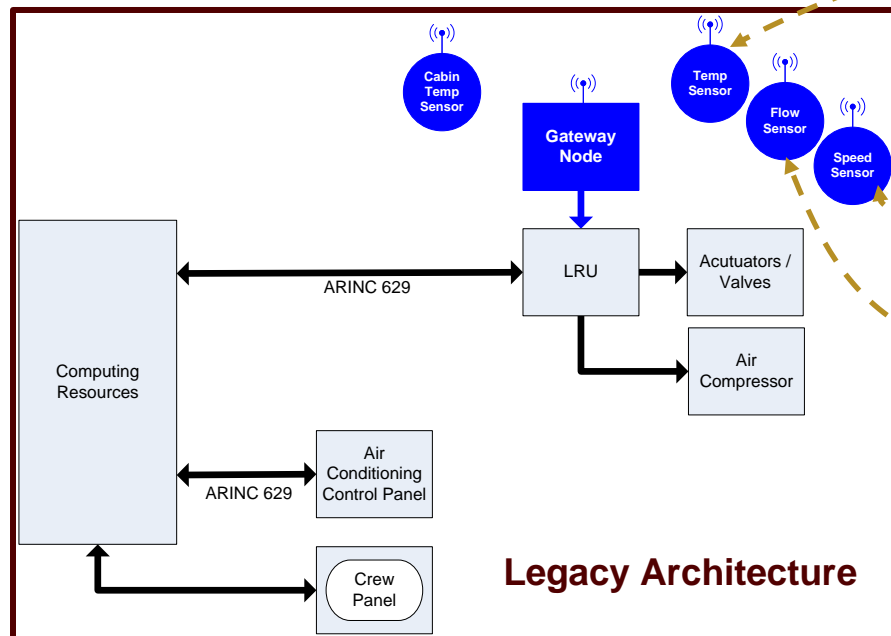 Cabin
Temp
Sensor
Temp
Sensor
Flow
Sensor
Speed
Sensor
Gateway
Node
LRU
Acutuators /
Valves
ARINC 629
Air
Compressor
Computing
Resources
Air
Conditioning
Control Panel
ARINC 629
Crew
Panel
Legacy Architecture